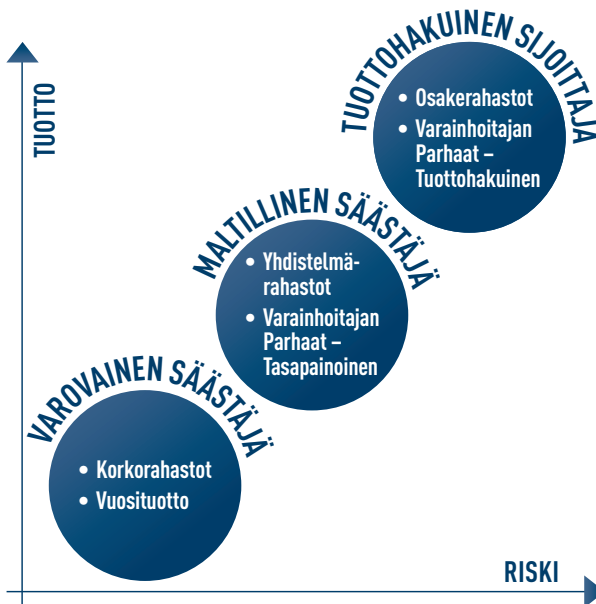 TUOTTO
TUOTTOHAKUINEN SIJOITTAJA
• Osakerahastot
• Varainhoitajan
Parhaat –
Tuottohakuinen
MALTILLINEN SÄÄSTÄJÄ
• Yhdistelmä-
rahastot
• Varainhoitajan
Parhaat –
Tasapainoinen
VAROVAINEN SÄÄSTÄJÄ
• Korkorahastot
• Vuosituotto
RISKI